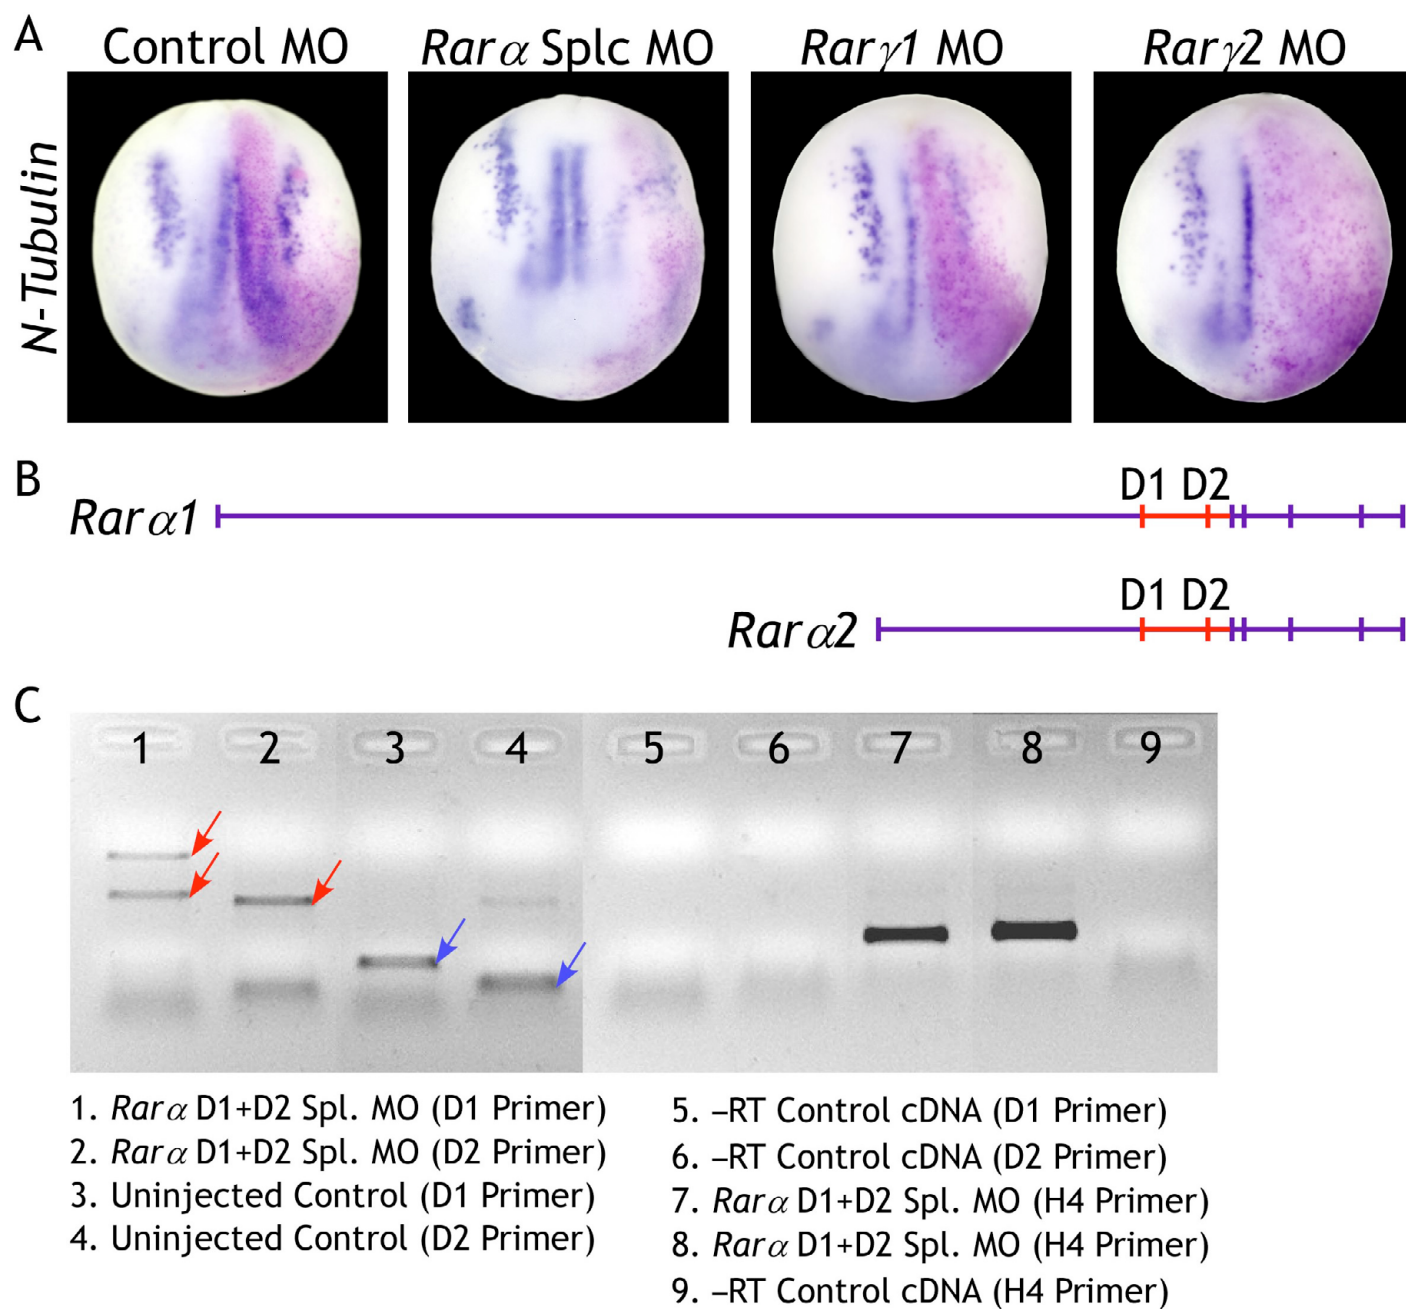 A
Control MO
Rarα Splc MO
Rarγ1 MO
Rarγ2 MO
N-Tubulin
B
Rarα1
D1 D2
Rarα2
D1 D2
C
1 2 3 4 5 6 7 8 9
1. Rarα D1+D2 Spl. MO (D1 Primer)
2. Rarα D1+D2 Spl. MO (D2 Primer)
3. Uninjected Control (D1 Primer)
4. Uninjected Control (D2 Primer)
5. –RT Control cDNA (D1 Primer)
6. –RT Control cDNA (D2 Primer)
7. Rarα D1+D2 Spl. MO (H4 Primer)
8. Rarα D1+D2 Spl. MO (H4 Primer)
9. –RT Control cDNA (H4 Primer)